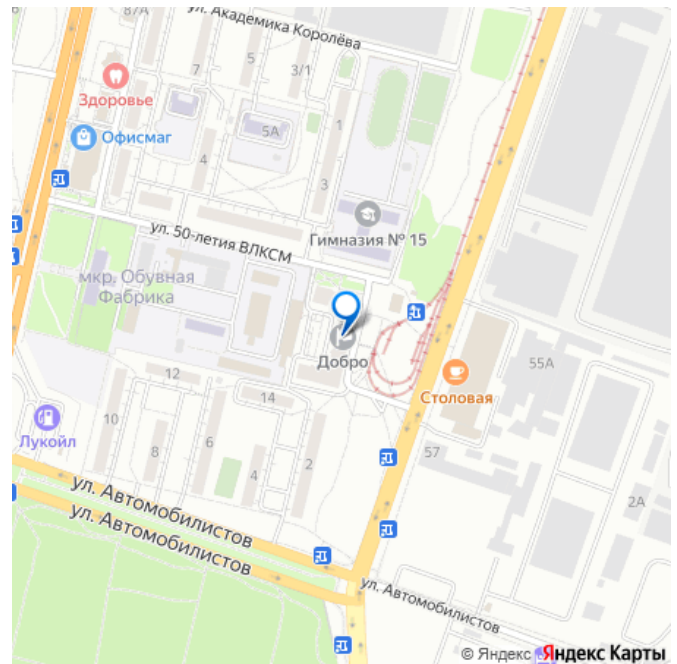 ул. Академика Королёва
87А
5
7
3/1
Здоровье
1
5А
Офисмаг
4
3
ул. 50-летия ВЛКСМ
Гимназия № 15
мкр. Обувная
Фабрика
Добро
55А
12
Столовая
14
10
6
Лукойл
8
4
2
57
2А
ул. Автомобилистов
ул. Автомобилистов
ул. Автомобилистов
© Яндекс Яндекс Карты